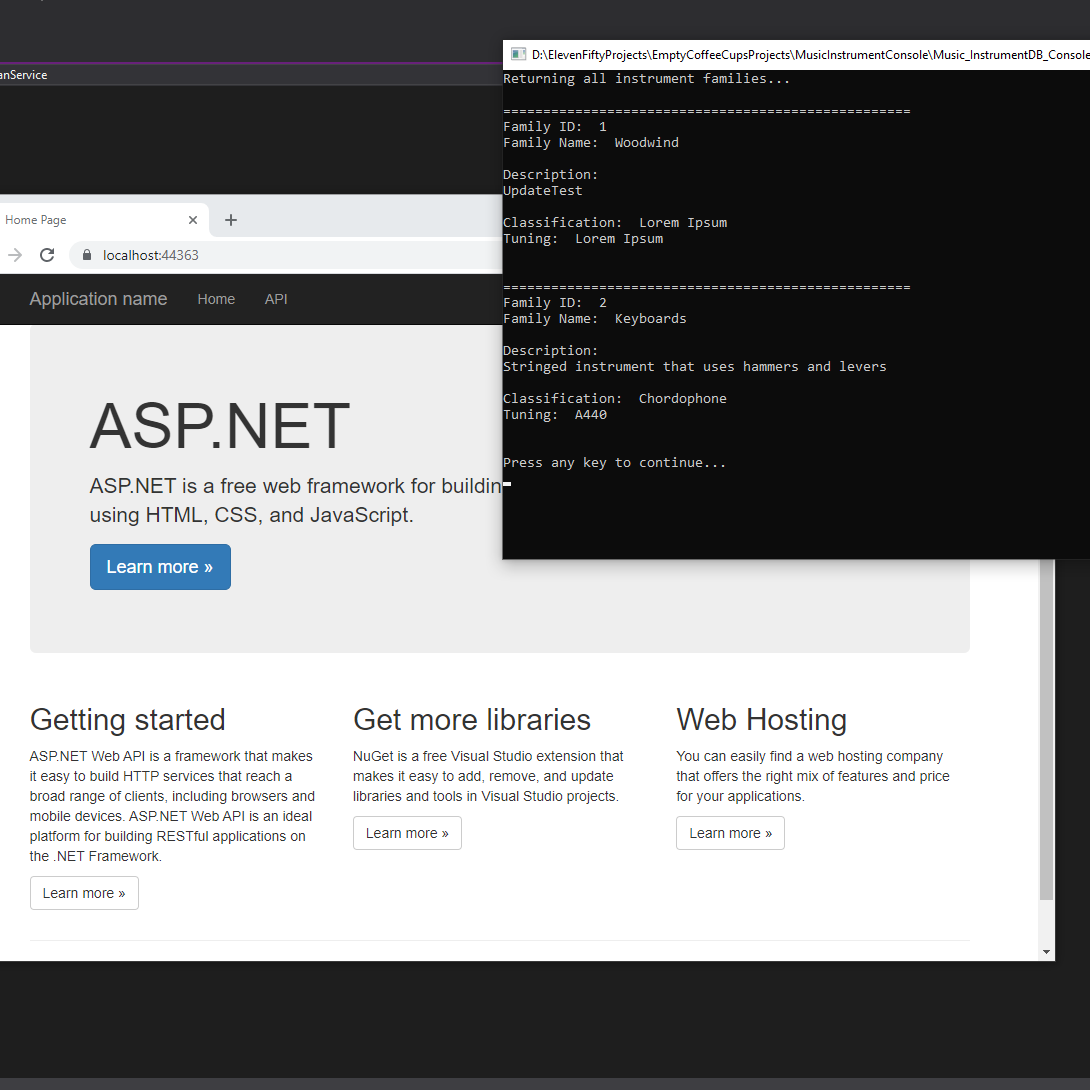 anService
D:\ElevenFiftyProjects\EmptyCoffeeCupsProjects\MusicInstrumentConsole\Music_InstrumentDB_Console
Returning all instrument families...
===================================================
Family ID:  1
Family Name:  Woodwind
Description:
UpdateTest
Classification:  Lorem Ipsum
Tuning:  Lorem Ipsum
===================================================
Family ID:  2
Family Name:  Keyboards
Description:
Stringed instrument that uses hammers and levers
Classification:  Chordophone
Tuning:  A440
Press any key to continue...
Home Page
localhost:44363
Application name Home API
ASP.NET
ASP.NET is a free web framework for buildin
using HTML, CSS, and JavaScript.
Learn more »
Getting started
ASP.NET Web API is a framework that makes
it easy to build HTTP services that reach a
broad range of clients, including browsers and
mobile devices. ASP.NET Web API is an ideal
platform for building RESTful applications on
the .NET Framework.
Learn more »
Get more libraries
NuGet is a free Visual Studio extension that
makes it easy to add, remove, and update
libraries and tools in Visual Studio projects.
Learn more »
Web Hosting
You can easily find a web hosting company
that offers the right mix of features and price
for your applications.
Learn more »